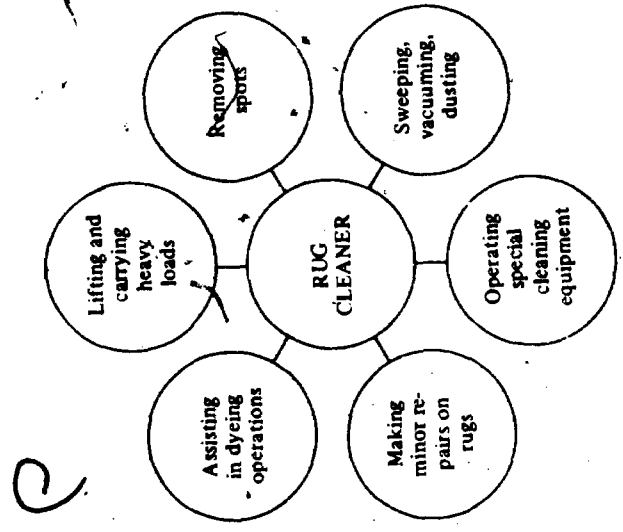 Lifting and
carrying
heavy
loads
Assisting
in dyeing
operations
Removing
spots
RUG
CLEANER
Making
minor re-
pairs on
rugs
Sweeping,
vacuuming,
dusting
Operating
special
cleaning
equipment